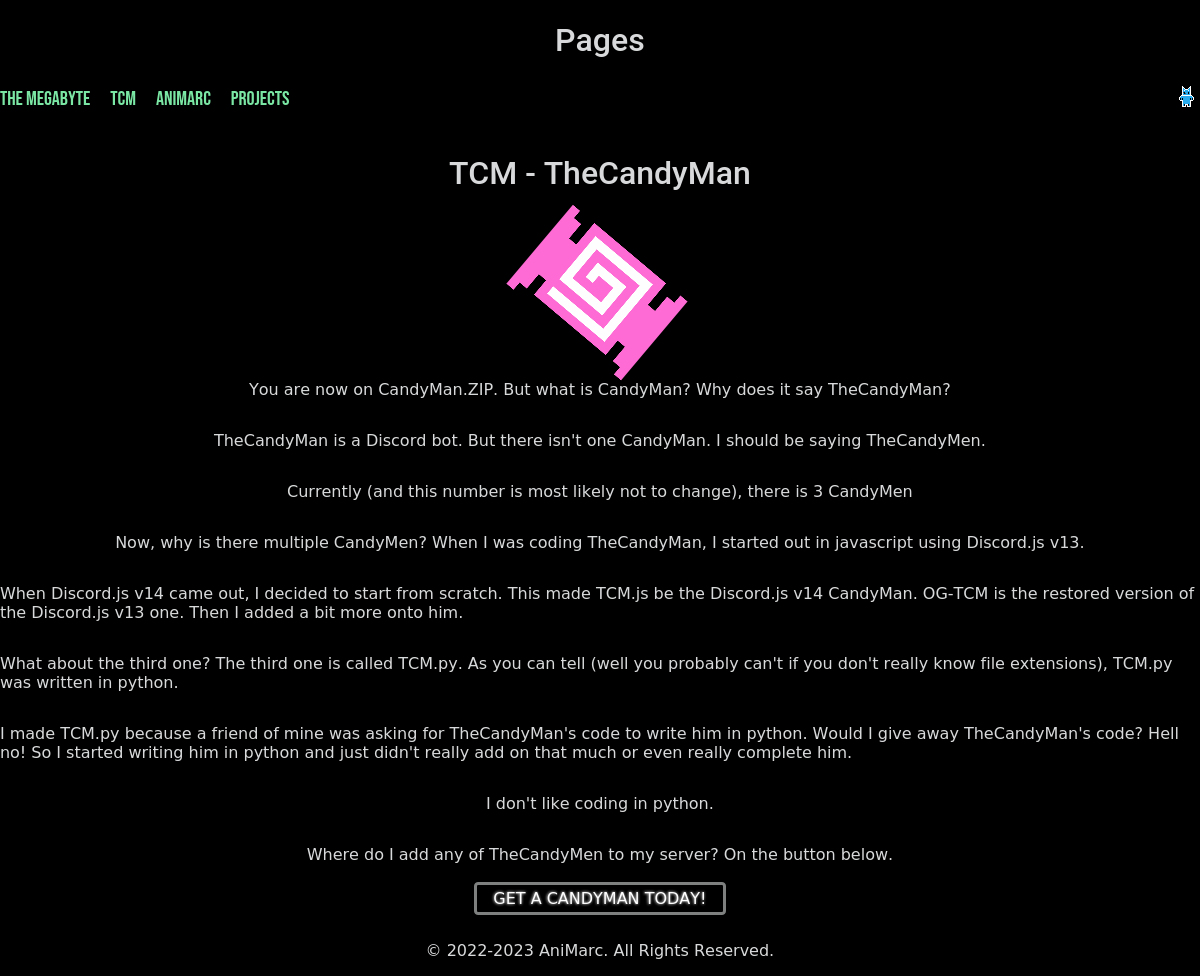 Pages
THE MEGABYTE TCM ANIMARC PROJECTS
TCM - TheCandyMan
You are now on CandyMan.ZIP. But what is CandyMan? Why does it say TheCandyMan?
TheCandyMan is a Discord bot. But there isn't one CandyMan. I should be saying TheCandyMen.
Currently (and this number is most likely not to change), there is 3 CandyMen
Now, why is there multiple CandyMen? When I was coding TheCandyMan, I started out in javascript using Discord.js v13.
When Discord.js v14 came out, I decided to start from scratch. This made TCM.js be the Discord.js v14 CandyMan. OG-TCM is the restored version of
the Discord.js v13 one. Then I added a bit more onto him.
What about the third one? The third one is called TCM.py. As you can tell (well you probably can't if you don't really know file extensions), TCM.py
was written in python.
I made TCM.py because a friend of mine was asking for TheCandyMan's code to write him in python. Would I give away TheCandyMan's code? Hell
no! So I started writing him in python and just didn't really add on that much or even really complete him.
I don't like coding in python.
Where do I add any of TheCandyMen to my server? On the button below.
GET A CANDYMAN TODAY!
© 2022-2023 AniMarc. All Rights Reserved.